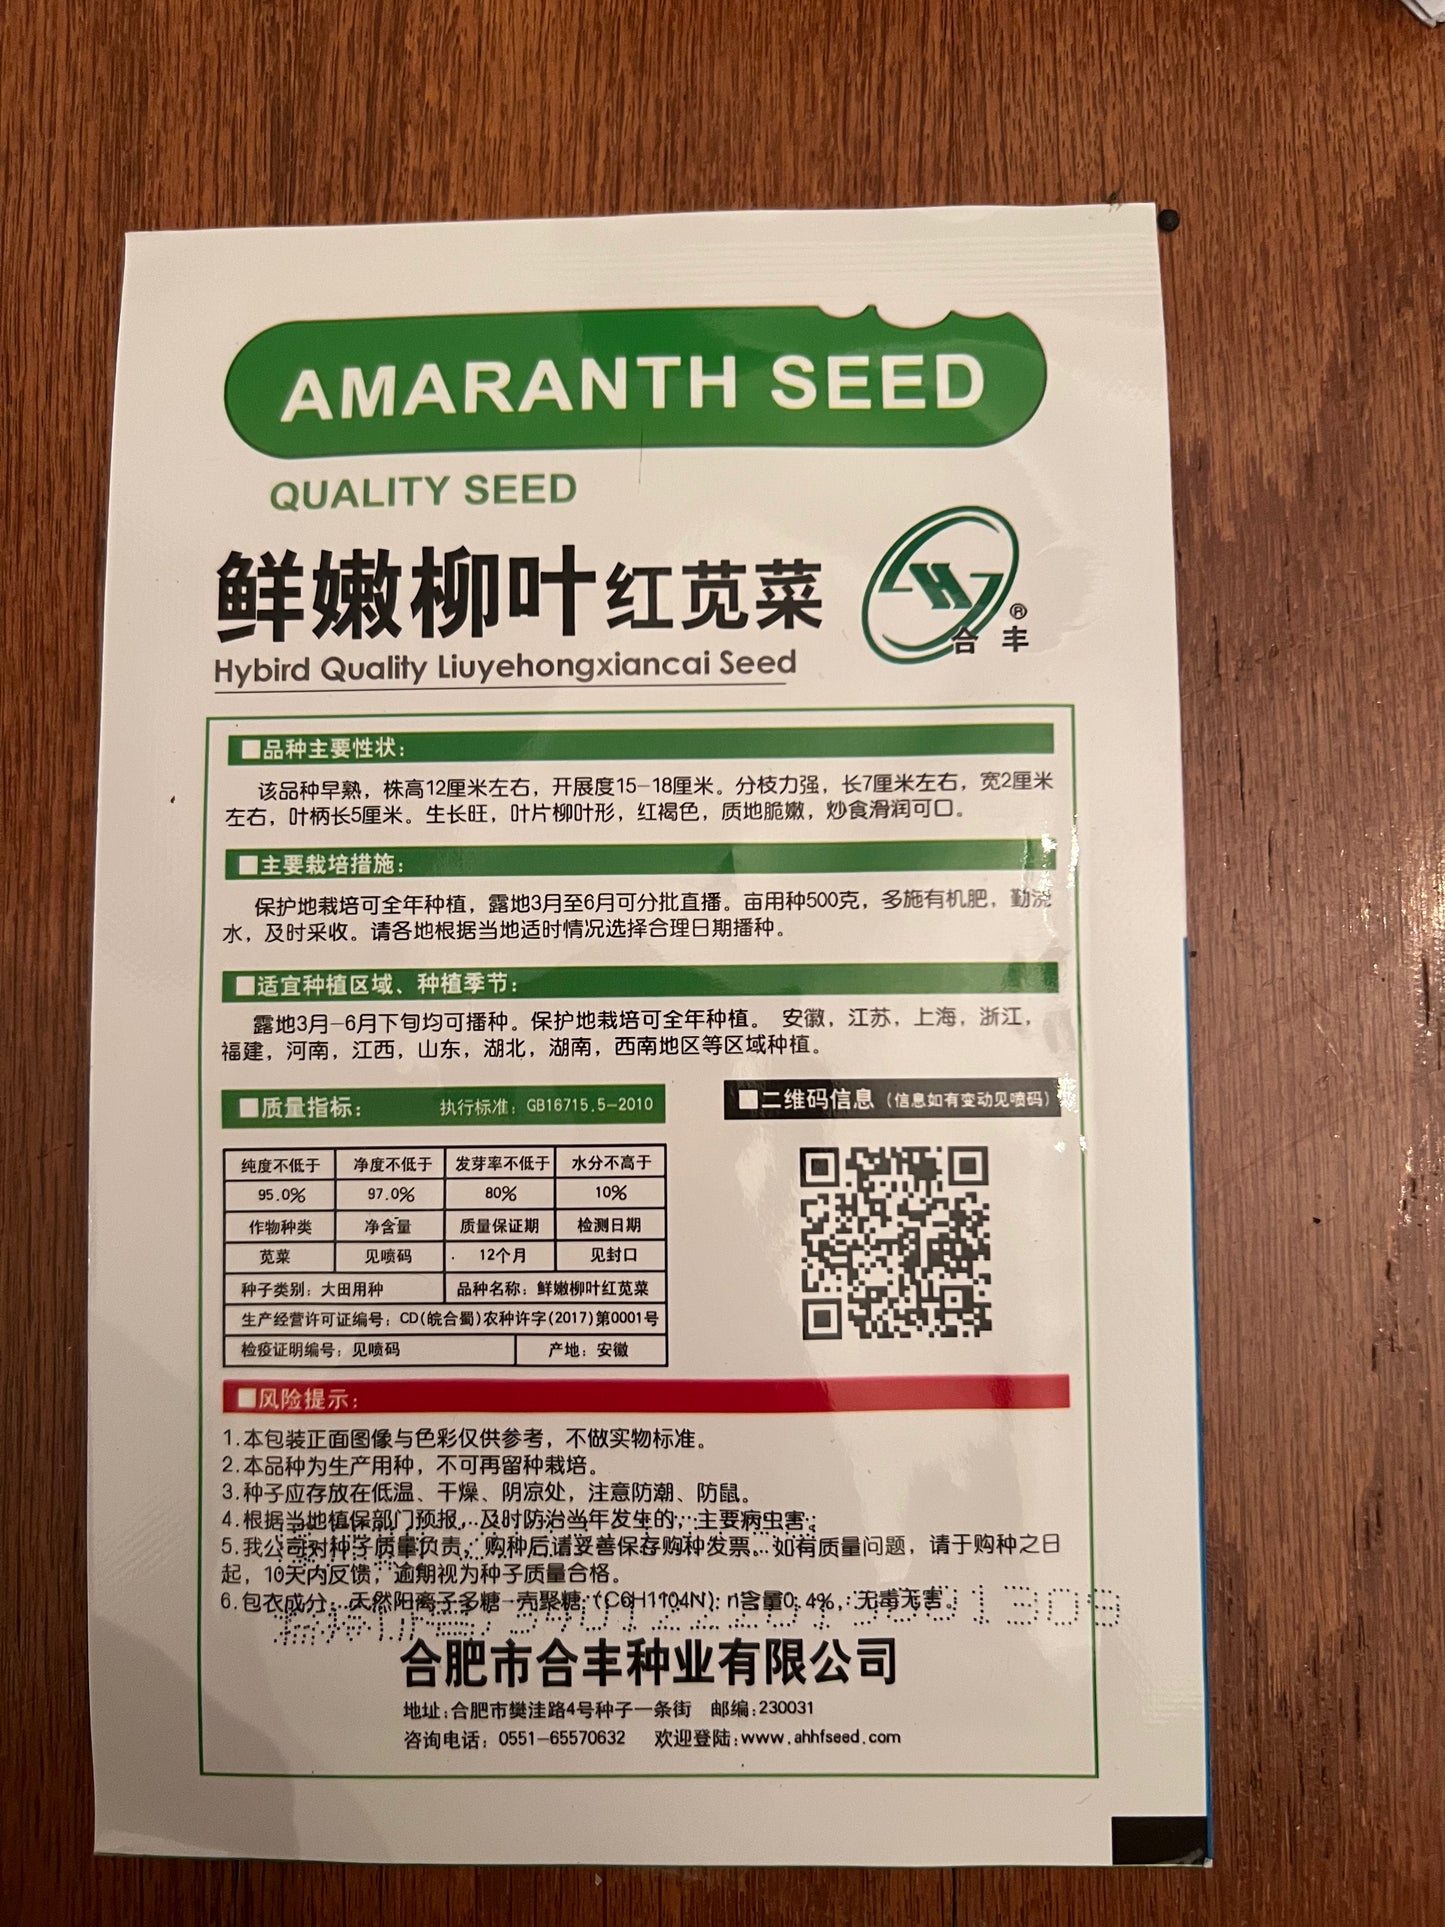 AMARANTH SEED
QUALITY SEED
鲜嫩柳叶红苋菜
Hybird Quality Liuyehongxiancai Seed
H
®
合丰
■品种主要性状：
该品种早熟，株高12厘米左右，开展度15-18厘米。分枝力强，长7厘米左右，宽2厘米
左右，叶柄长5厘米。生长旺，叶片柳叶形，红褐色，质地脆嫩，炒食滑润可口。
■主要栽培措施：
保护地栽培可全年种植，露地3月至6月可分批直播。亩用种500克，多施有机肥，勤浇
水，及时采收。请各地根据当地适时情况选择合理日期播种。
■适宜种植区域、种植季节：
露地3月-6月下旬均可播种。保护地栽培可全年种植。 安徽，江苏，上海，浙江，
福建，河南，江西，山东，湖北，湖南，西南地区等区域种植。
■质量指标： 执行标准：GB16715.5-2010
■二维码信息（信息如有变动见喷码）
纯度不低于 净度不低于 发芽率不低于 水分不高于
95.0% 97.0% 80% 10%
作物种类 净含量 质量保证期 检测日期
苋菜 见喷码 12个月 见封口
种子类别：大田用种 品种名称：鲜嫩柳叶红苋菜
生产经营许可证编号：CD(皖合蜀)农种许字(2017)第0001号
检疫证明编号：见喷码 产地：安徽
■风险提示：
1.本包装正面图像与色彩仅供参考，不做实物标准。
2.本品种为生产用种，不可再留种栽培。
3.种子应存放在低温、干燥、阴凉处，注意防潮、防鼠。
4.根据当地植保部门预报，及时防治当年发生的，主要病虫害；
5.我公司对种子质量负责，购种后请妥善保存购种发票。如有质量问题，请于购种之日
起，10天内反馈，逾期视为种子质量合格。
6.包衣成分：天然阳离子多糖-壳聚糖（C6H11O4N）n含量0.4%，无毒无害。
合肥市合丰种业有限公司
地址：合肥市樊洼路4号种子一条街 邮编：230031
咨询电话：0551-65570632 欢迎登陆：www.ahhfseed.com